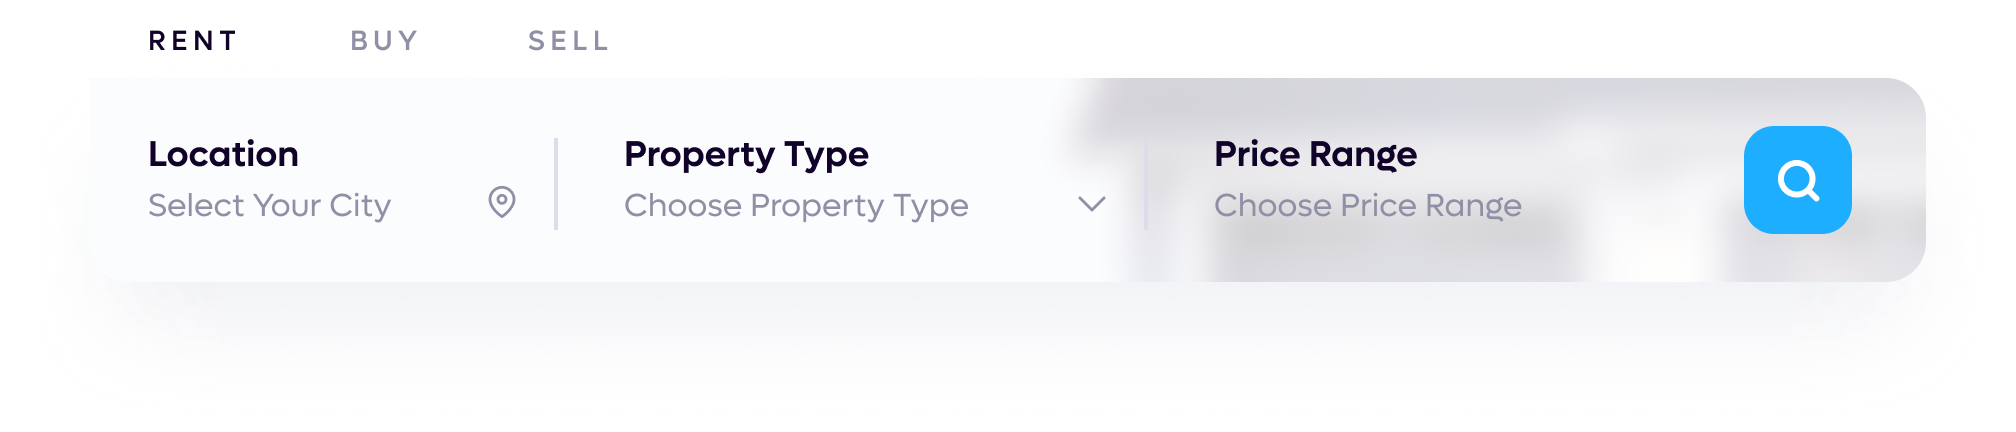 RENT BUY SELL
Location Property Type Price Range
Select Your City Choose Property Type Choose Price Range